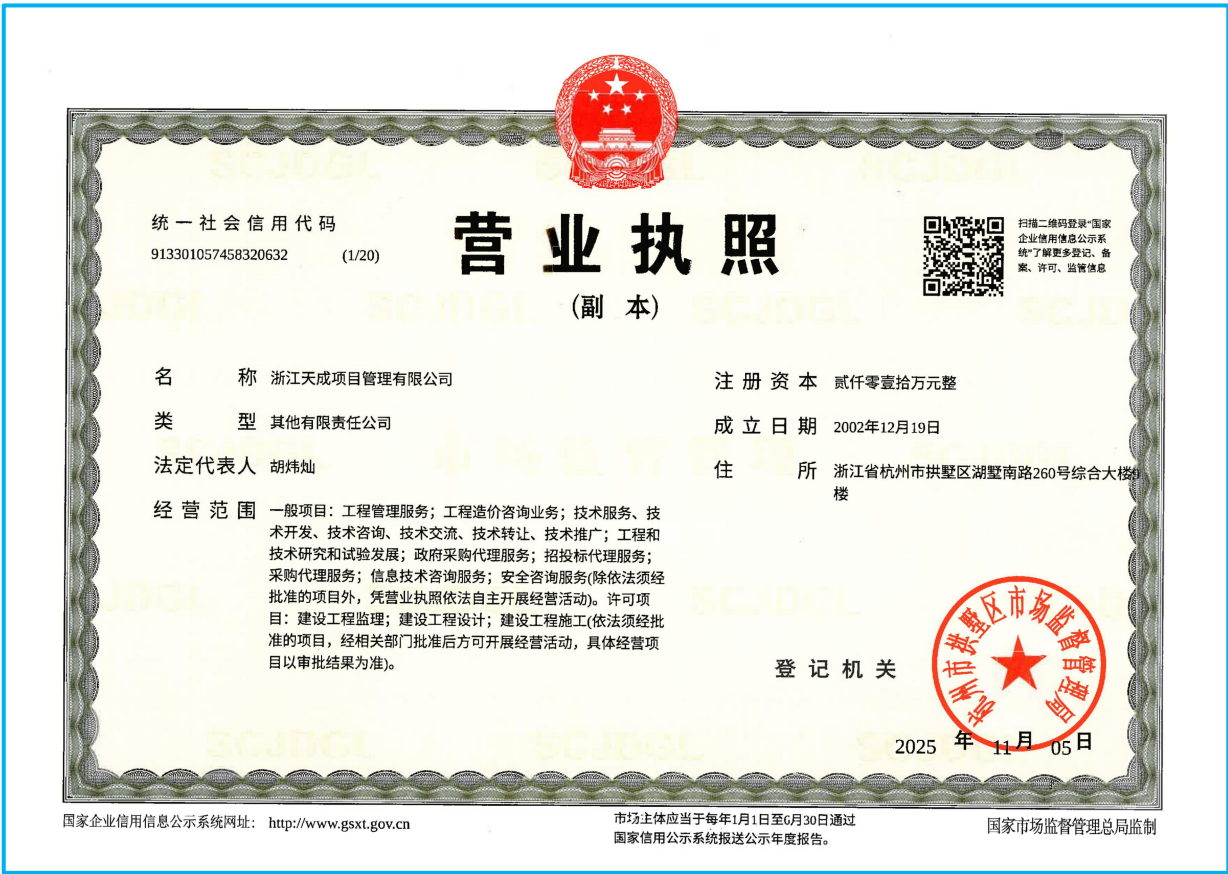 统一社会信用代码
913301057458320632 (1/20)
营业执照
(副 本)
扫描二维码登录“国家
企业信用信息公示系
统”了解更多登记、备
案、许可、监管信息
名 称 浙江天成项目管理有限公司
类 型 其他有限责任公司
法定代表人 胡炜灿
经营范围 一般项目：工程管理服务；工程造价咨询业务；技术服务、技
术开发、技术咨询、技术交流、技术转让、技术推广；工程和
技术研究和试验发展；政府采购代理服务；招投标代理服务；
采购代理服务；信息技术咨询服务；安全咨询服务(除依法须经
批准的项目外，凭营业执照依法自主开展经营活动)。许可项
目：建设工程监理；建设工程设计；建设工程施工(依法须经批
准的项目，经相关部门批准后方可开展经营活动，具体经营项
目以审批结果为准)。
注册资本 贰仟零壹拾万元整
成立日期 2002年12月19日
住 所 浙江省杭州市拱墅区湖墅南路260号综合大楼9
楼
登记机关
杭州市拱墅区市场监督管理局
2025 年 11月 05日
国家企业信用信息公示系统网址： http://www.gsxt.gov.cn
市场主体应当于每年1月1日至6月30日通过
国家信用公示系统报送公示年度报告。
国家市场监督管理总局监制
SCJDGL
市场监督管理